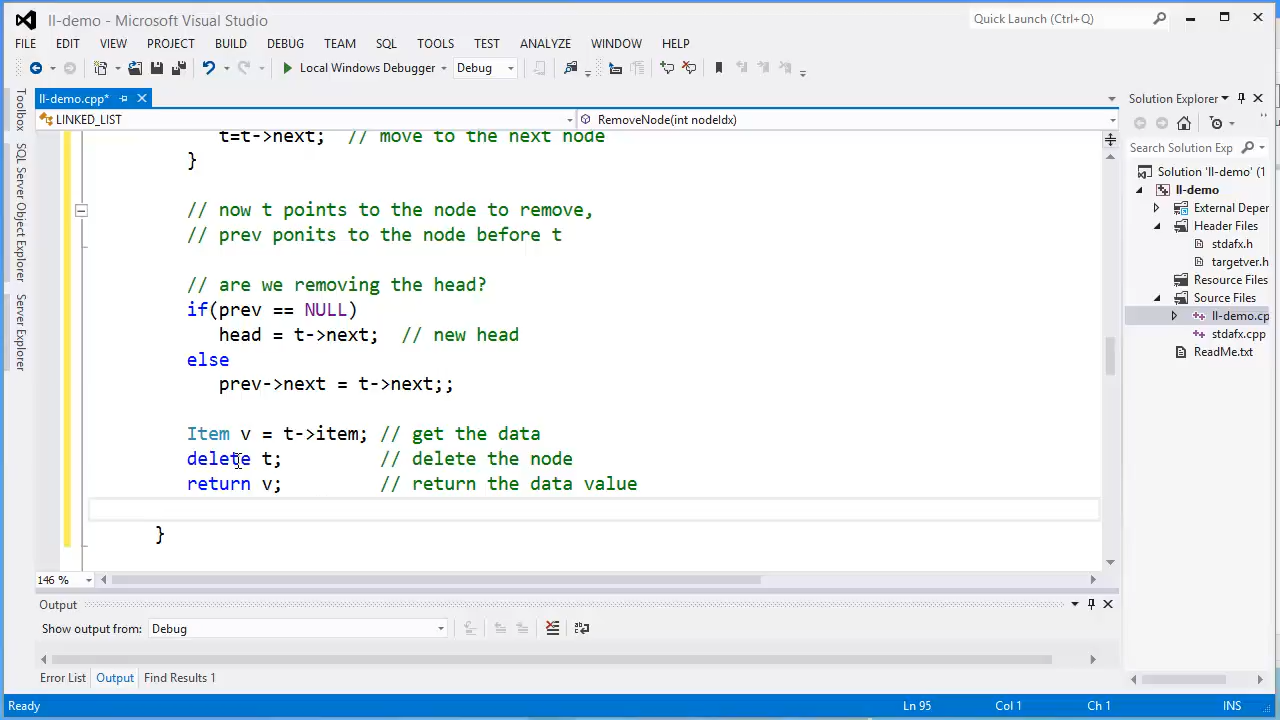 ll-demo - Microsoft Visual Studio
Quick Launch (Ctrl+Q)
FILE EDIT VIEW PROJECT BUILD DEBUG TEAM SQL TOOLS TEST ANALYZE WINDOW HELP
Local Windows Debugger Debug
ll-demo.cpp*
LINKED_LIST RemoveNode(int nodeIdx)
t=t->next; // move to the next node
}
// now t points to the node to remove,
// prev ponits to the node before t
// are we removing the head?
if(prev == NULL)
head = t->next; // new head
else
prev->next = t->next;;
Item v = t->item; // get the data
delete t; // delete the node
return v; // return the data value
}
146 %
Toolbox
SQL Server Object Explorer
Server Explorer
Solution Explorer
Search Solution Exp
Solution 'll-demo' (1
ll-demo
External Deper
Header Files
stdafx.h
targetver.h
Resource Files
Source Files
ll-demo.cp
stdafx.cpp
ReadMe.txt
Output
Show output from: Debug
Error List Output Find Results 1
Ready Ln 95 Col 1 Ch 1 INS